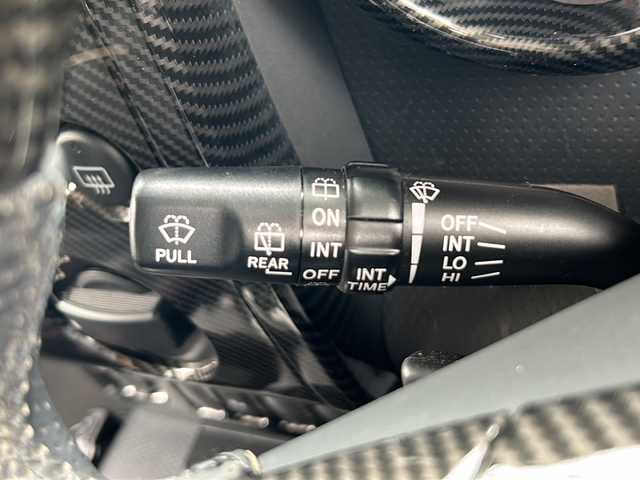 PULL
REAR
ON
INT
OFF
INT
TIME
OFF
INT
LO
HI